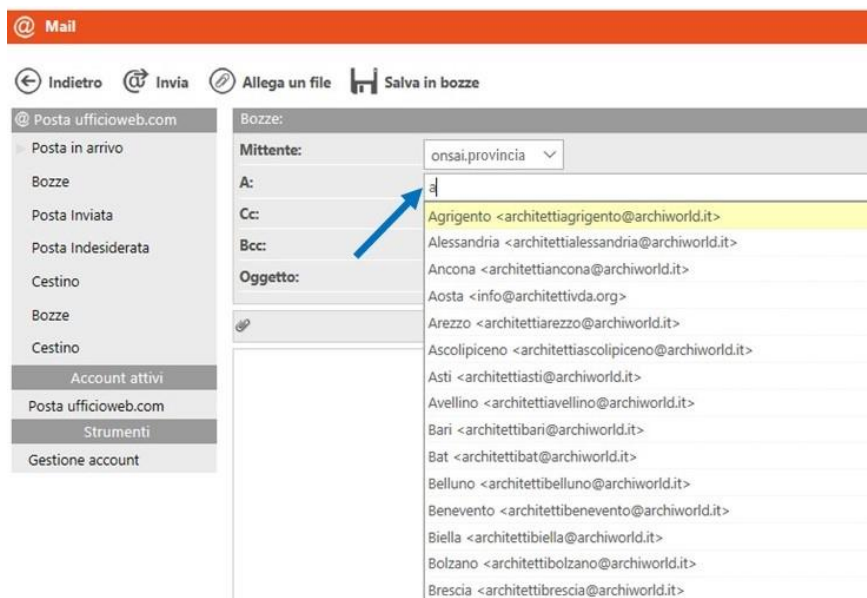 @ Mail
Indietro Invia Allega un file Salva in bozze
@ Posta ufficioweb.com
Posta in arrivo
Bozze
Posta Inviata
Posta Indesiderata
Cestino
Bozze
Cestino
Account attivi
Posta ufficioweb.com
Strumenti
Gestione account
Bozze:
Mittente: onsai.provincia
A: a
Cc:
Bcc:
Oggetto:
Agrigento <architettiagrigento@archiworld.it>
Alessandria <architettialessandria@archiworld.it>
Ancona <architettiancona@archiworld.it>
Aosta <info@architettivda.org>
Arezzo <architettiarezzo@archiworld.it>
Ascolipiceno <architettiascolipiceno@archiworld.it>
Asti <architettiasti@archiworld.it>
Avellino <architettiavellino@archiworld.it>
Bari <architettibari@archiworld.it>
Bat <architettibat@archiworld.it>
Belluno <architettibelluno@archiworld.it>
Benevento <architettibenevento@archiworld.it>
Biella <architettibiella@archiworld.it>
Bolzano <architettibolzano@archiworld.it>
Brescia <architettibrescia@archiworld.it>